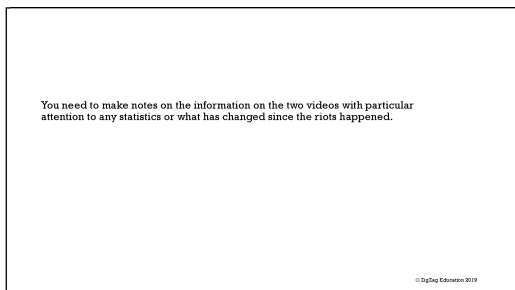 You need to make notes on the information on the two videos with particular
attention to any statistics or what has changed since the riots happened.
© ZigZag Education 2019